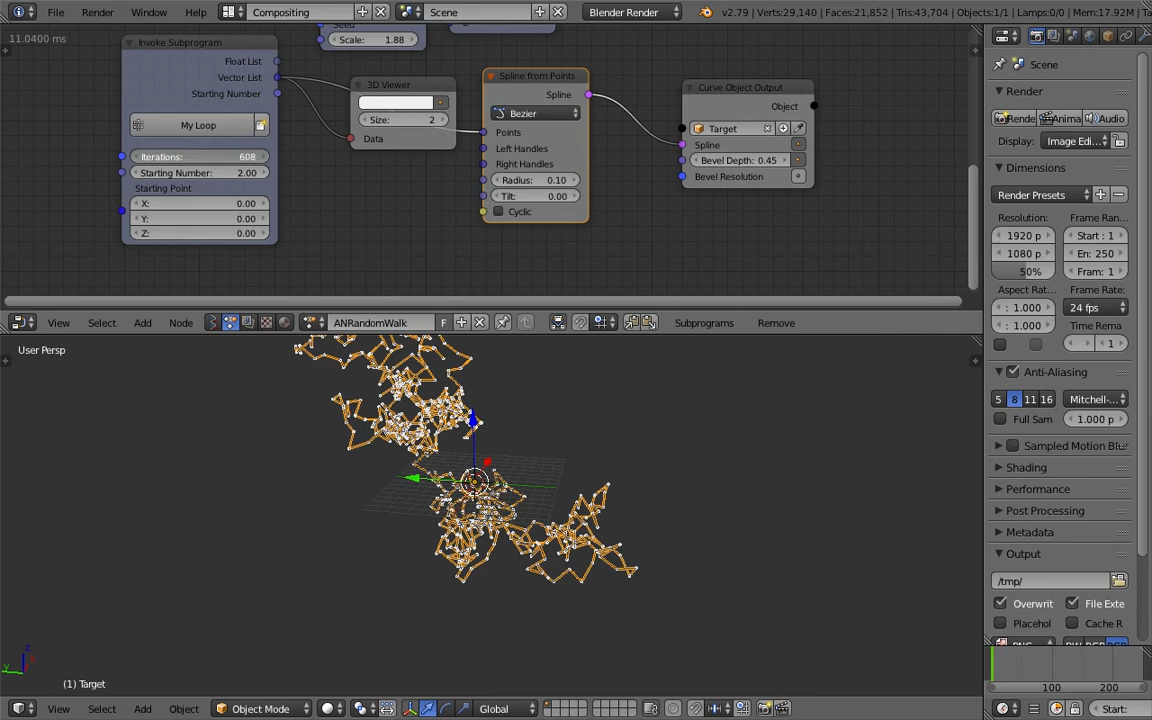 File Render Window Help Compositing Scene Blender Render v2.79 | Verts:29,140 | Faces:21,852 | Tris:43,704 | Objects:1/1 | Lamps:0/0 | Mem:17.92M
11.0400 ms
Scale: 1.88
Invoke Subprogram
Float List
Vector List
Starting Number
My Loop
Iterations: 608
Starting Number: 2.00
Starting Point
X: 0.00
Y: 0.00
Z: 0.00
3D Viewer
Size: 2
Data
Spline from Points
Spline
Bezier
Points
Left Handles
Right Handles
Radius: 0.10
Tilt: 0.00
Cyclic
Curve Object Output
Object
Target
Spline
Bevel Depth: 0.45
Bevel Resolution
View Select Add Node ANRandomWalk F Subprograms Remove
User Persp
(1) Target
View Select Add Object Object Mode Global
Scene
Render
Rende Anima Audio
Display: Image Edi...
Dimensions
Render Presets
Resolution: Frame Ran...
1920 p Start : 1
1080 p En: 250
50% Fram: 1
Aspect Rat... Frame Rate:
: 1.000 24 fps
: 1.000 Time Rema
1
Anti-Aliasing
5 8 11 16 Mitchell-...
Full Sam 1.000 p
Sampled Motion Blur
Shading
Performance
Post Processing
Metadata
Output
/tmp/
Overwrit File Exte
Placehol Cache R
100 200
Start: